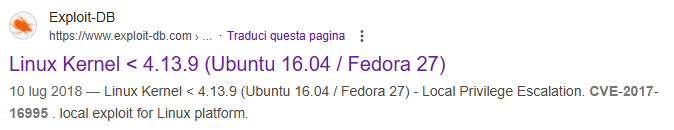 Exploit-DB
https://www.exploit-db.com › ... · Traduci questa pagina
Linux Kernel < 4.13.9 (Ubuntu 16.04 / Fedora 27)
10 lug 2018 — Linux Kernel < 4.13.9 (Ubuntu 16.04 / Fedora 27) - Local Privilege Escalation. CVE-2017-
16995 . local exploit for Linux platform.